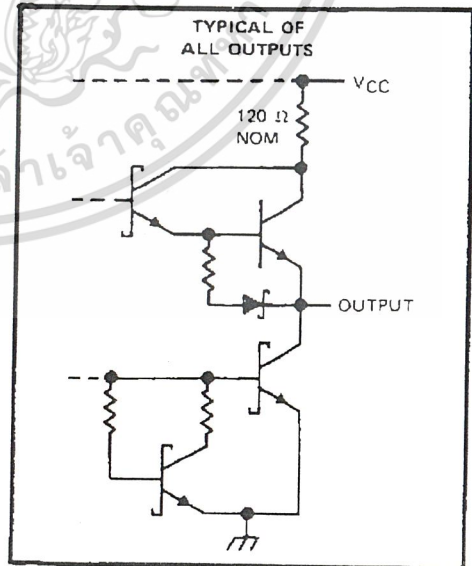 TYPICAL OF
ALL OUTPUTS
VCC
120 Ω
NOM
OUTPUT